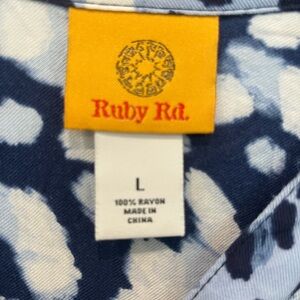 Ruby Rd.
L
100% RAYON
MADE IN
CHINA